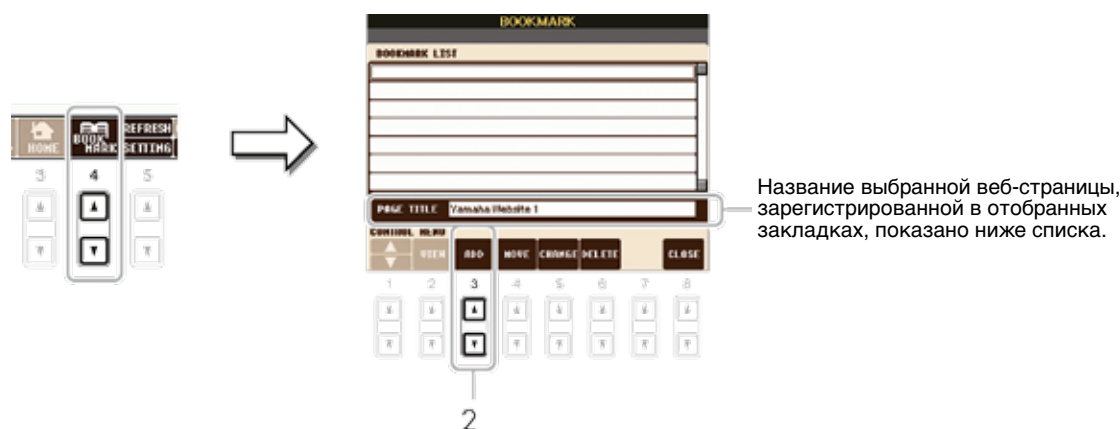 BOOKMARK
BOOKMARK LIST
HOME
BOOK
MARK
REFRESH
SETTING
3
4
5
PAGE TITLE Yamaha Website 1
CONTROL MENU
VIEW ADD MOVE CHANGE DELETE CLOSE
1 2 3 4 5 6 7 8
2
Название выбранной веб-страницы,
зарегистрированной в отобранных
закладках, показано ниже списка.